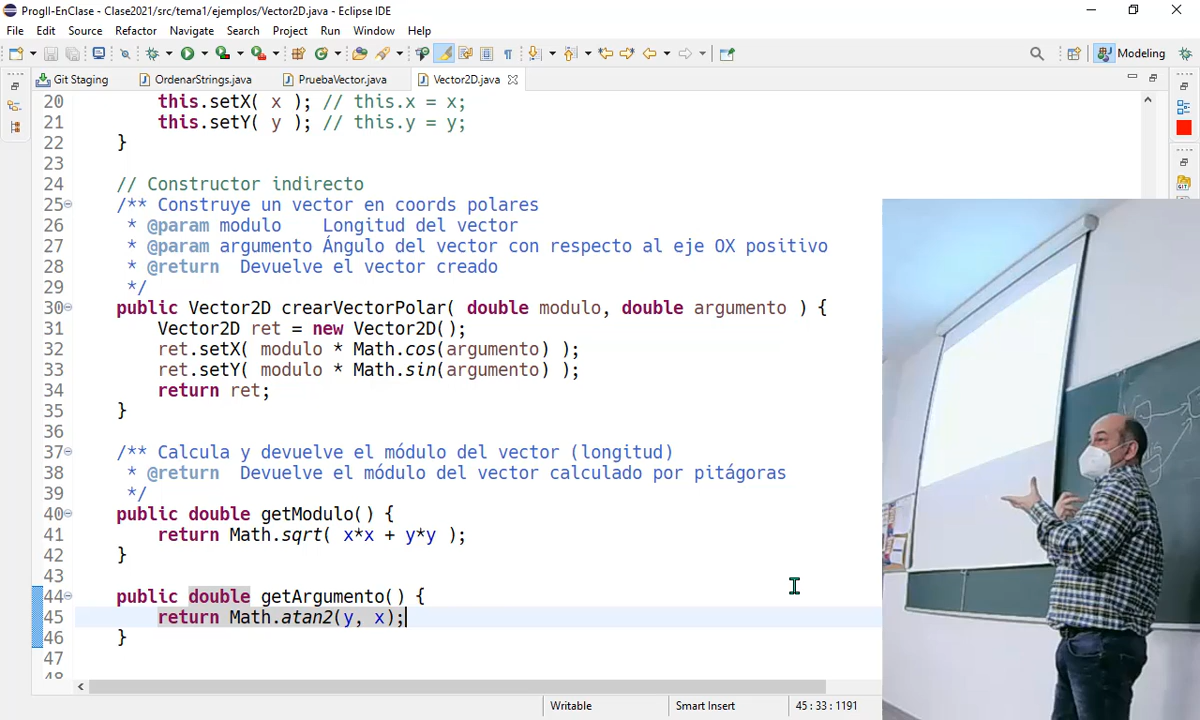 ProgII-EnClase - Clase2021/src/tema1/ejemplos/Vector2D.java - Eclipse IDE
File Edit Source Refactor Navigate Search Project Run Window Help
Modeling
Git Staging OrdenarStrings.java PruebaVector.java Vector2D.java
20 this.setX( x ); // this.x = x;
21 this.setY( y ); // this.y = y;
22 }
23
24 // Constructor indirecto
25 /** Construye un vector en coords polares
26 * @param modulo Longitud del vector
27 * @param argumento Ángulo del vector con respecto al eje OX positivo
28 * @return Devuelve el vector creado
29 */
30 public Vector2D crearVectorPolar( double modulo, double argumento ) {
31 Vector2D ret = new Vector2D();
32 ret.setX( modulo * Math.cos(argumento) );
33 ret.setY( modulo * Math.sin(argumento) );
34 return ret;
35 }
36
37 /** Calcula y devuelve el módulo del vector (longitud)
38 * @return Devuelve el módulo del vector calculado por pitágoras
39 */
40 public double getModulo() {
41 return Math.sqrt( x*x + y*y );
42 }
43
44 public double getArgumento() {
45 return Math.atan2(y, x);
46 }
47
48
Writable Smart Insert 45 : 33 : 1191